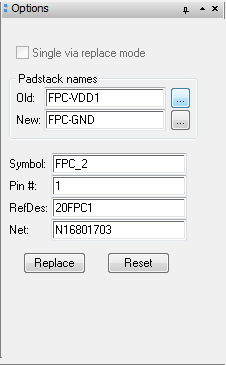 Options
Single via replace mode
Padstack names
Old: FPC-VDD1 ...
New: FPC-GND ...
Symbol: FPC_2
Pin #: 1
RefDes: 20FPC1
Net: N16801703
Replace Reset